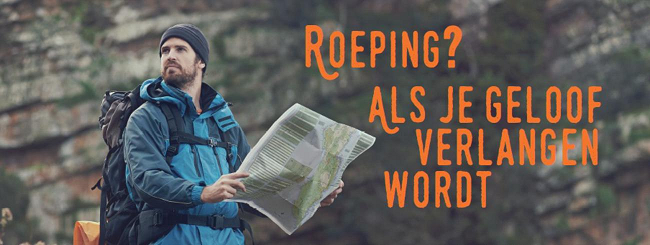 Roeping?
Als je geloof
verlangen
wordt